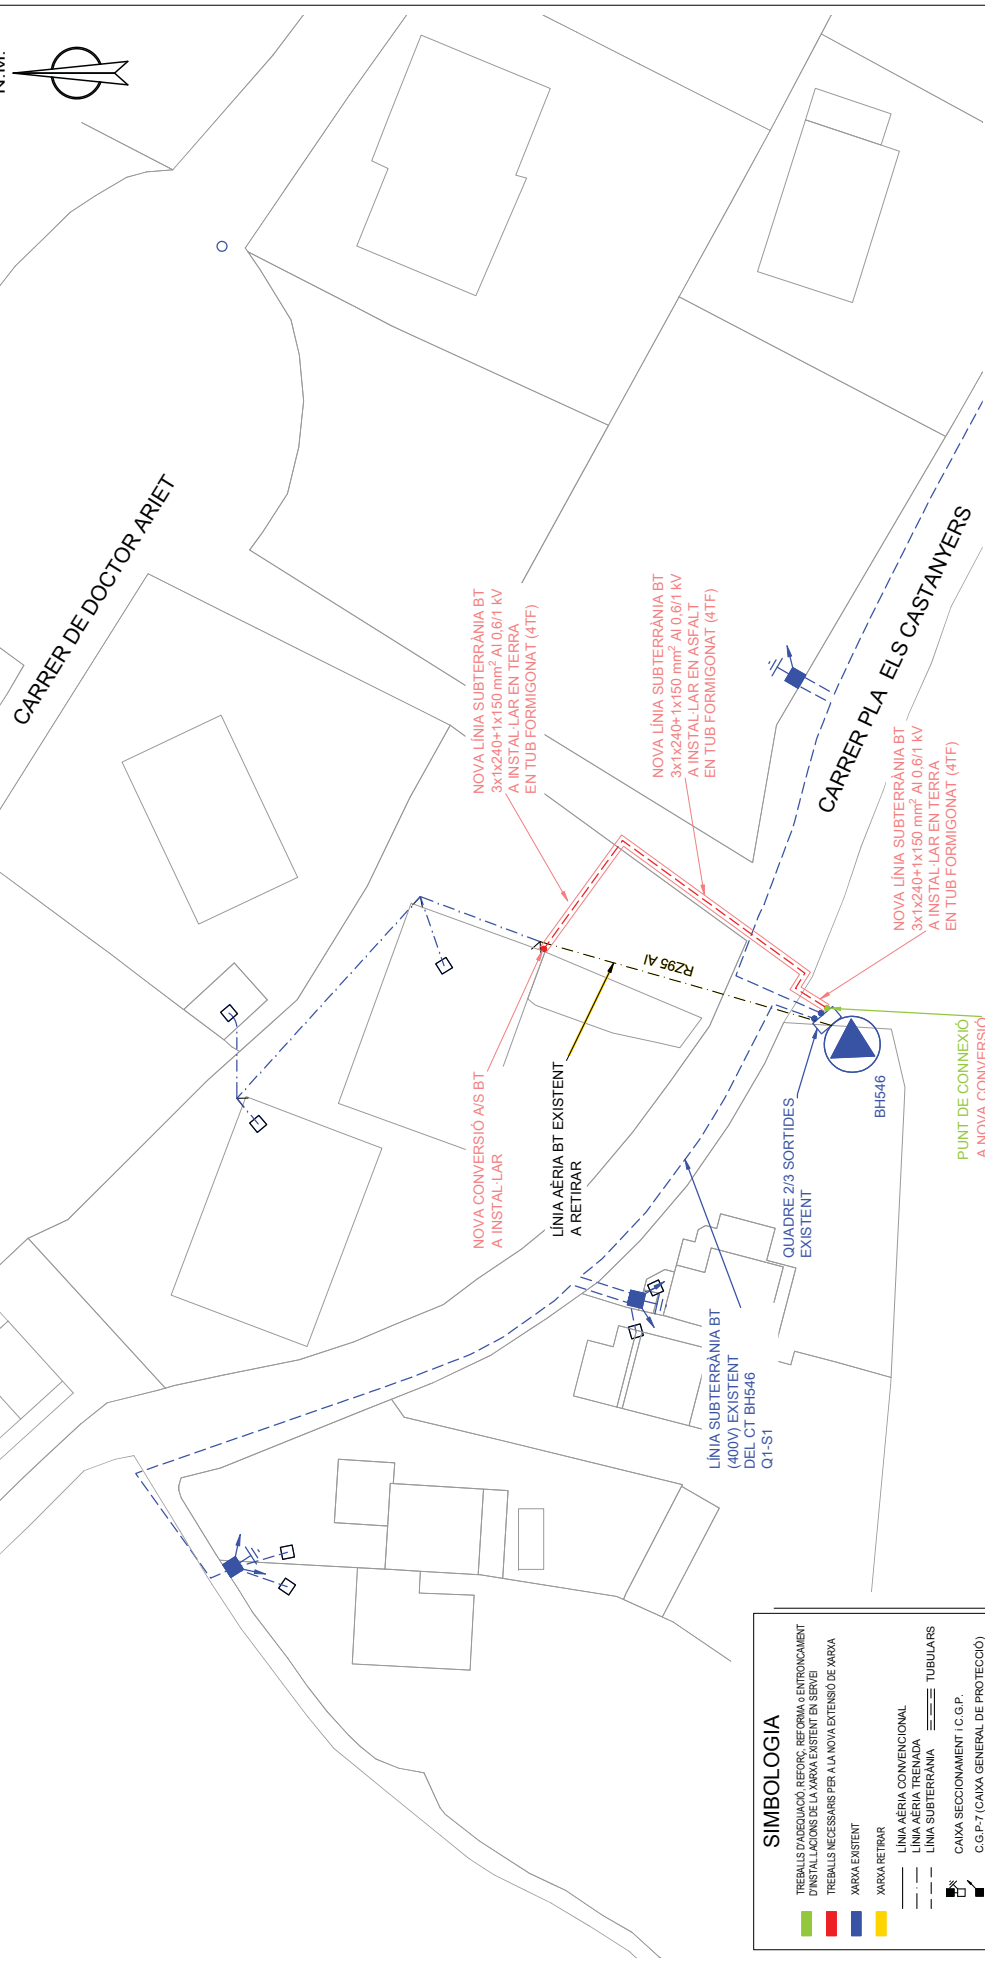 N.M.
CARRER DE DOCTOR ARIET
NOVA LÍNIA SUBTERRÀNIA BT
3x1x240+1x150 mm² Al 0,6/1 kV
A INSTAL·LAR EN TERRA
EN TUB FORMIGONAT (4TF)
NOVA LÍNIA SUBTERRÀNIA BT
3x1x240+1x150 mm² Al 0,6/1 kV
A INSTAL·LAR EN ASFALT
EN TUB FORMIGONAT (4TF)
CARRER PLA ELS CASTANYERS
NOVA LÍNIA SUBTERRÀNIA BT
3x1x240+1x150 mm² Al 0,6/1 kV
A INSTAL·LAR EN TERRA
EN TUB FORMIGONAT (4TF)
RZ95 Al
NOVA CONVERSIÓ A/S BT
A INSTAL·LAR
LÍNIA AÈRIA BT EXISTENT
A RETIRAR
QUADRE 2/3 SORTIDES
EXISTENT
BH546
PUNT DE CONNEXIÓ
A NOVA CONVERSIÓ
LÍNIA SUBTERRÀNIA BT
(400V) EXISTENT
DEL CT BH546
Q1-S1
SIMBOLOGIA
TREBALLS D'ADEQUACIÓ, REFORÇ, REFORMA o ENTRONCAMENT
D'INSTAL.LACIONS DE LA XARXA EXISTENT EN SERVEI
TREBALLS NECESSARIS PER A LA NOVA EXTENSIÓ DE XARXA
XARXA EXISTENT
XARXA RETIRAR
LÍNIA AÈRIA CONVENCIONAL
LÍNIA AÈRIA TRENADA
LÍNIA SUBTERRÀNIA TUBULARS
CAIXA SECCIONAMENT i C.G.P.
C.G.P-7 (CAIXA GENERAL DE PROTECCIÓ)